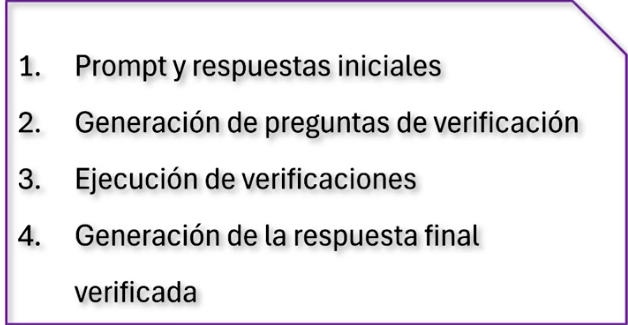 1. Prompt y respuestas iniciales
2. Generación de preguntas de verificación
3. Ejecución de verificaciones
4. Generación de la respuesta final
verificada